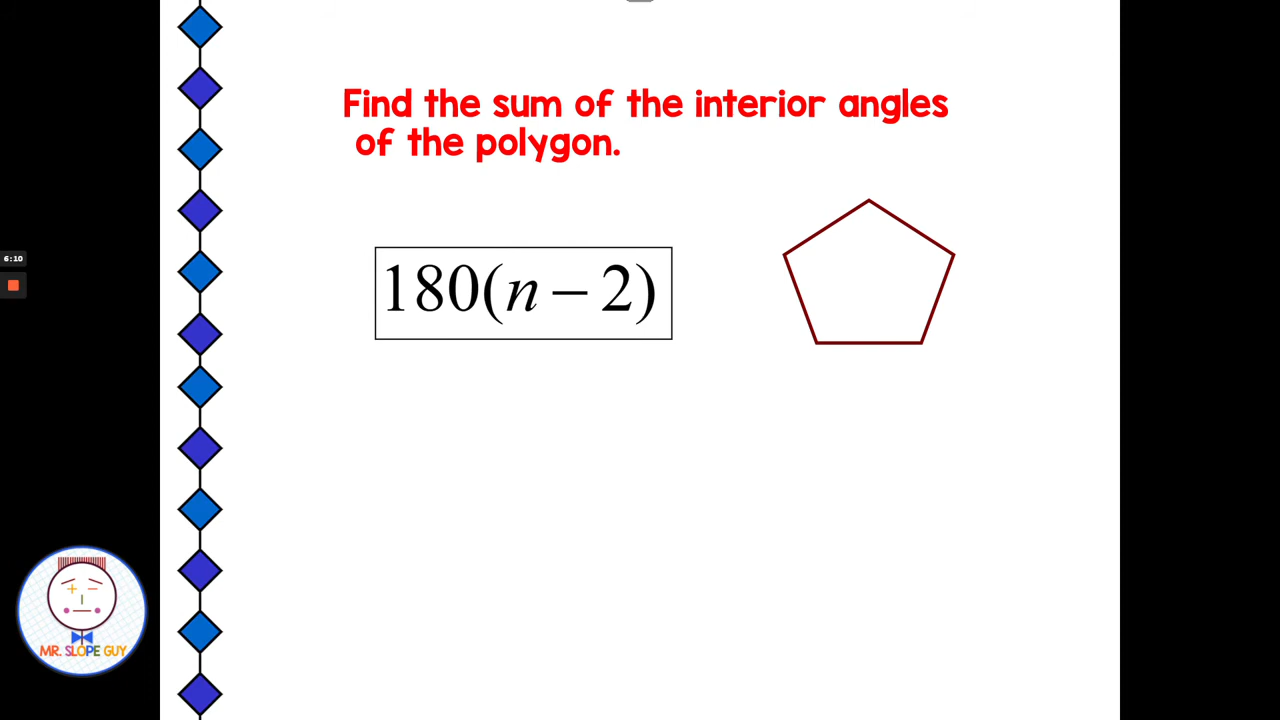 Find the sum of the interior angles
of the polygon.
180(n – 2)
6:10
MR. SLOPE GUY